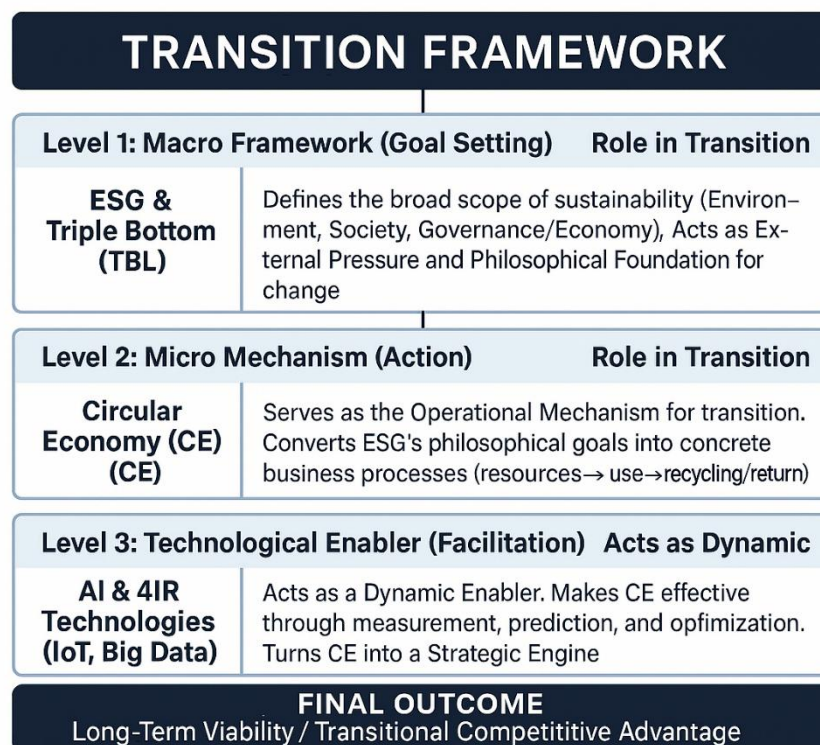 TRANSITION FRAMEWORK
Level 1: Macro Framework (Goal Setting) Role in Transition
ESG &
Triple Bottom
(TBL)
Defines the broad scope of sustainability (Environ–
ment, Society, Governance/Economy), Acts as Ex-
ternal Pressure and Philosophical Foundation for
change
Level 2: Micro Mechanism (Action) Role in Transition
Circular
Economy (CE)
(CE)
Serves as the Operational Mechanism for transition.
Converts ESG's philosophical goals into concrete
business processes (resources→ use→recycling/return)
Level 3: Technological Enabler (Facilitation) Acts as Dynamic
AI & 4IR
Technologies
(IoT, Big Data)
Acts as a Dynamic Enabler. Makes CE effective
through measurement, prediction, and opfimization.
Turns CE into a Strategic Engine
FINAL OUTCOME
Long-Term Viability / Transitional Competititive Advantage